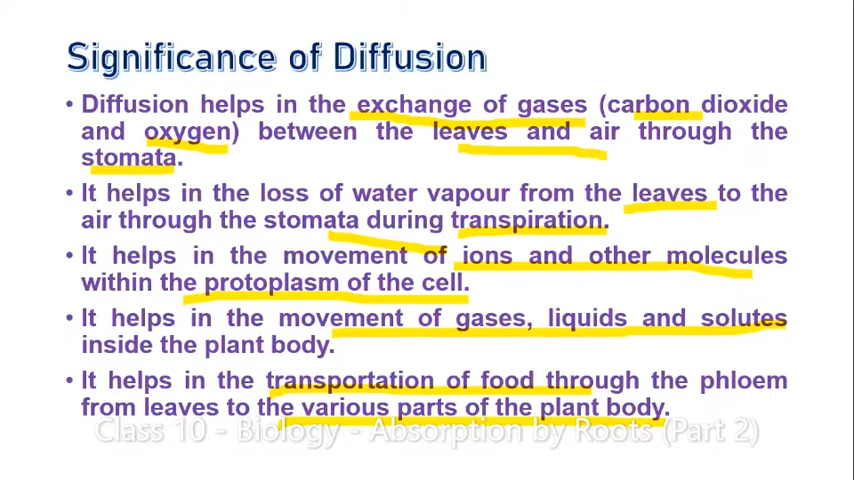 Significance of Diffusion
• Diffusion helps in the exchange of gases (carbon dioxide
and oxygen) between the leaves and air through the
stomata.
• It helps in the loss of water vapour from the leaves to the
air through the stomata during transpiration.
• It helps in the movement of ions and other molecules
within the protoplasm of the cell.
• It helps in the movement of gases, liquids and solutes
inside the plant body.
• It helps in the transportation of food through the phloem
from leaves to the various parts of the plant body.
Class 10 - Biology - Absorption by Roots (Part 2)